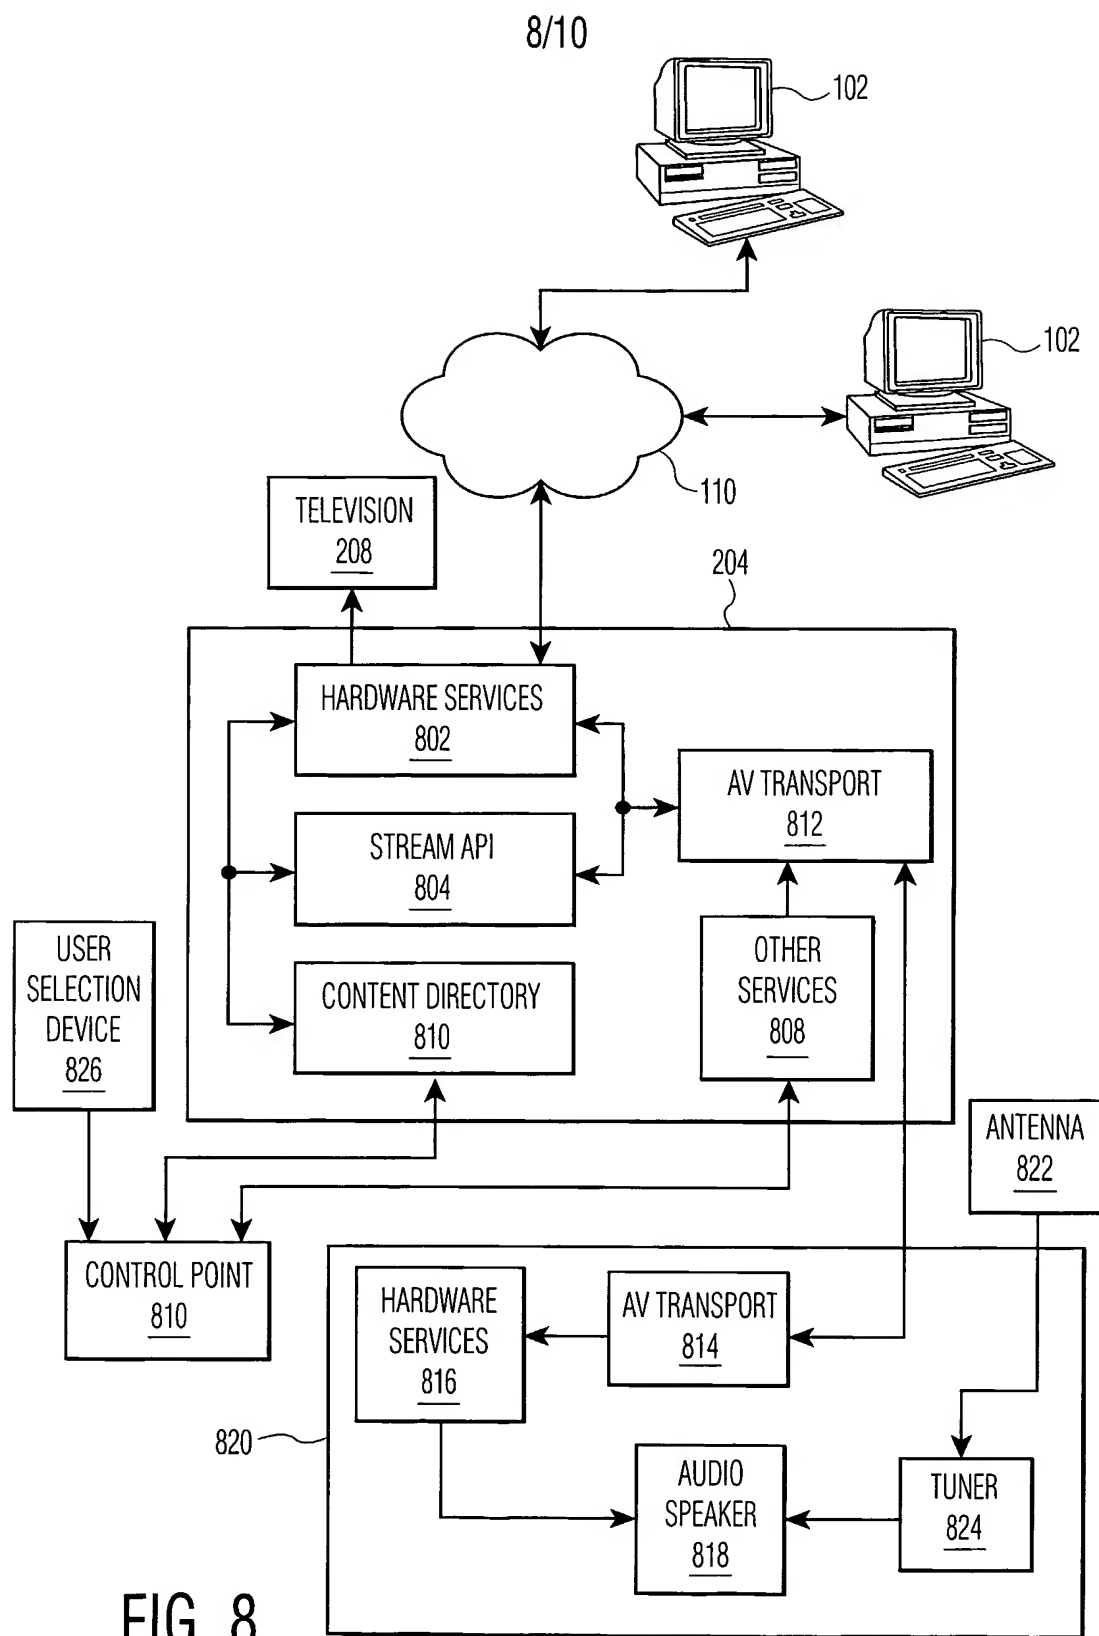 8/10
102
102
110
TELEVISION
208
204
HARDWARE SERVICES
802
AV TRANSPORT
812
STREAM API
804
USER
SELECTION
DEVICE
826
OTHER
SERVICES
808
CONTENT DIRECTORY
810
ANTENNA
822
CONTROL POINT
810
HARDWARE
SERVICES
816
AV TRANSPORT
814
820
AUDIO
SPEAKER
818
TUNER
824
FIG. 8